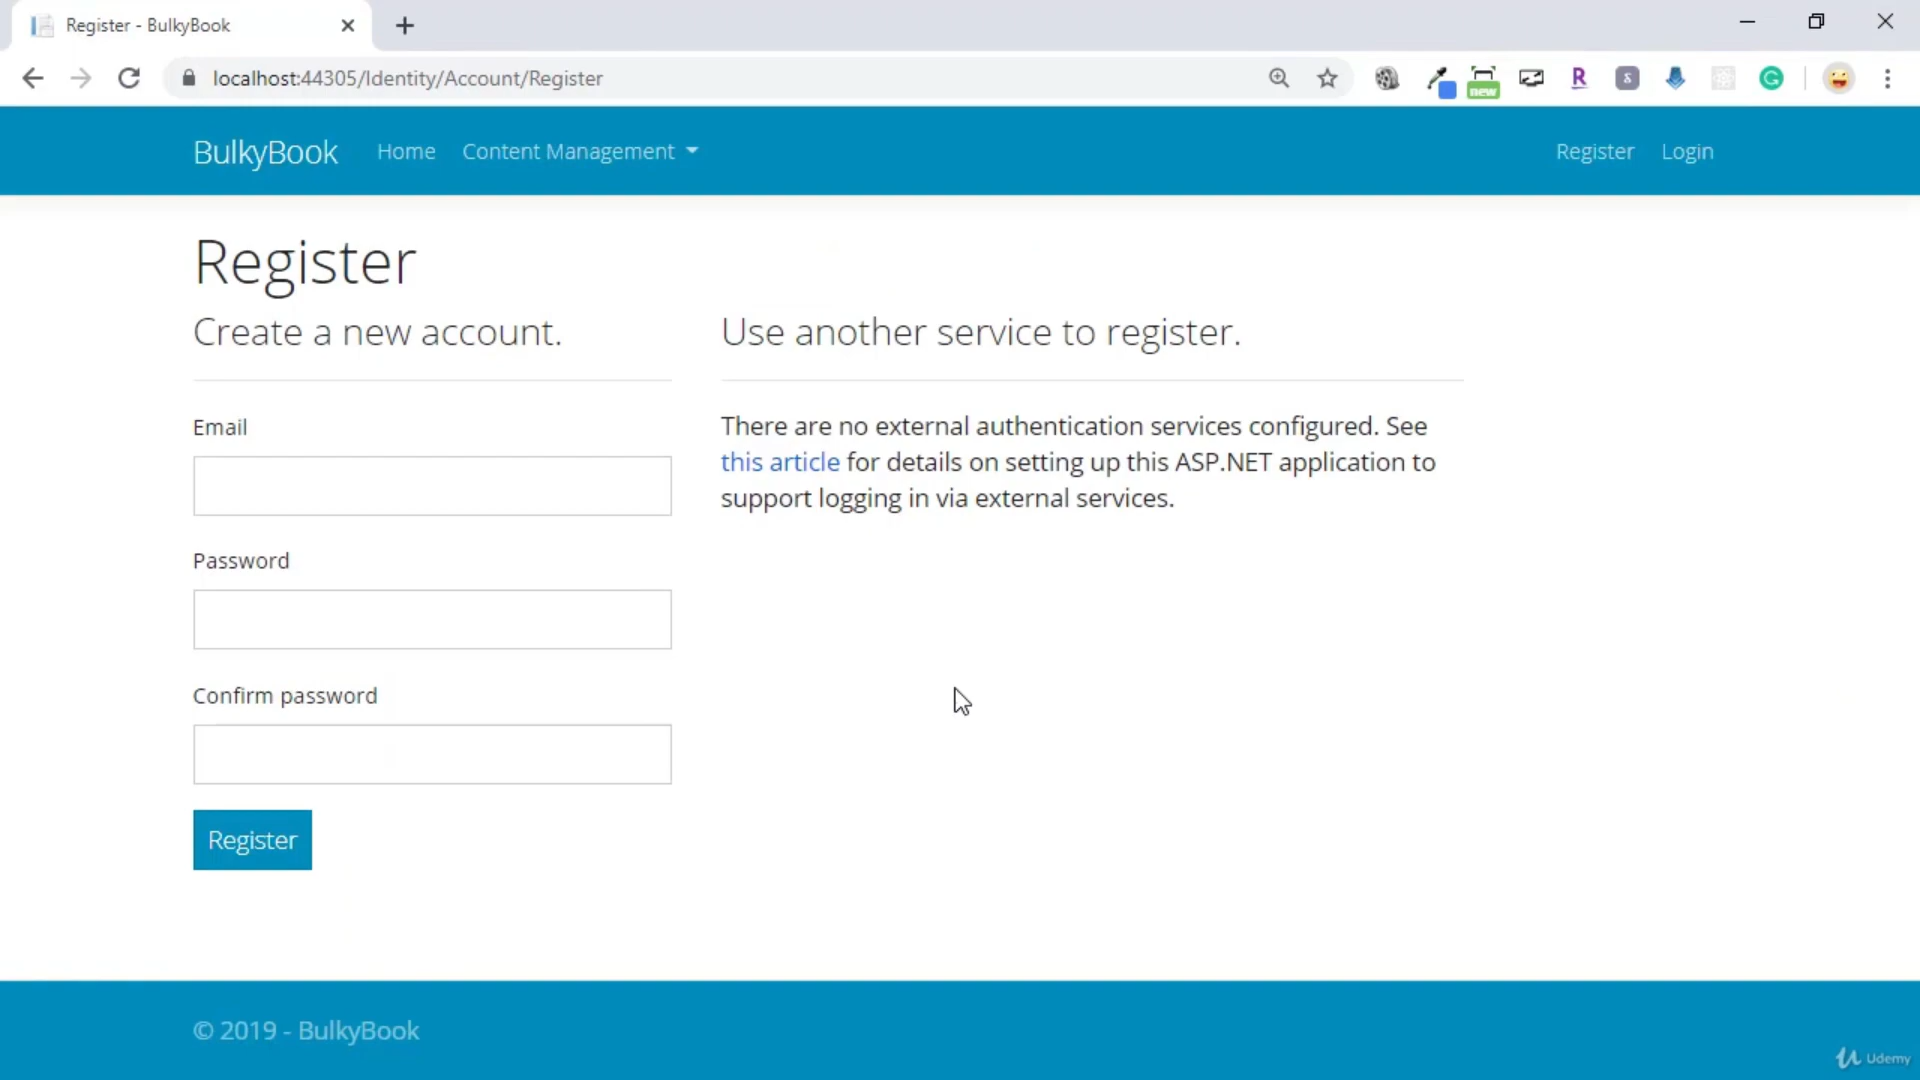 Register - BulkyBook
localhost:44305/Identity/Account/Register
new
R
S
G
BulkyBook Home Content Management Register Login
Register
Create a new account.
Use another service to register.
Email
There are no external authentication services configured. See
this article for details on setting up this ASP.NET application to
support logging in via external services.
Password
Confirm password
Register
© 2019 - BulkyBook
Udemy